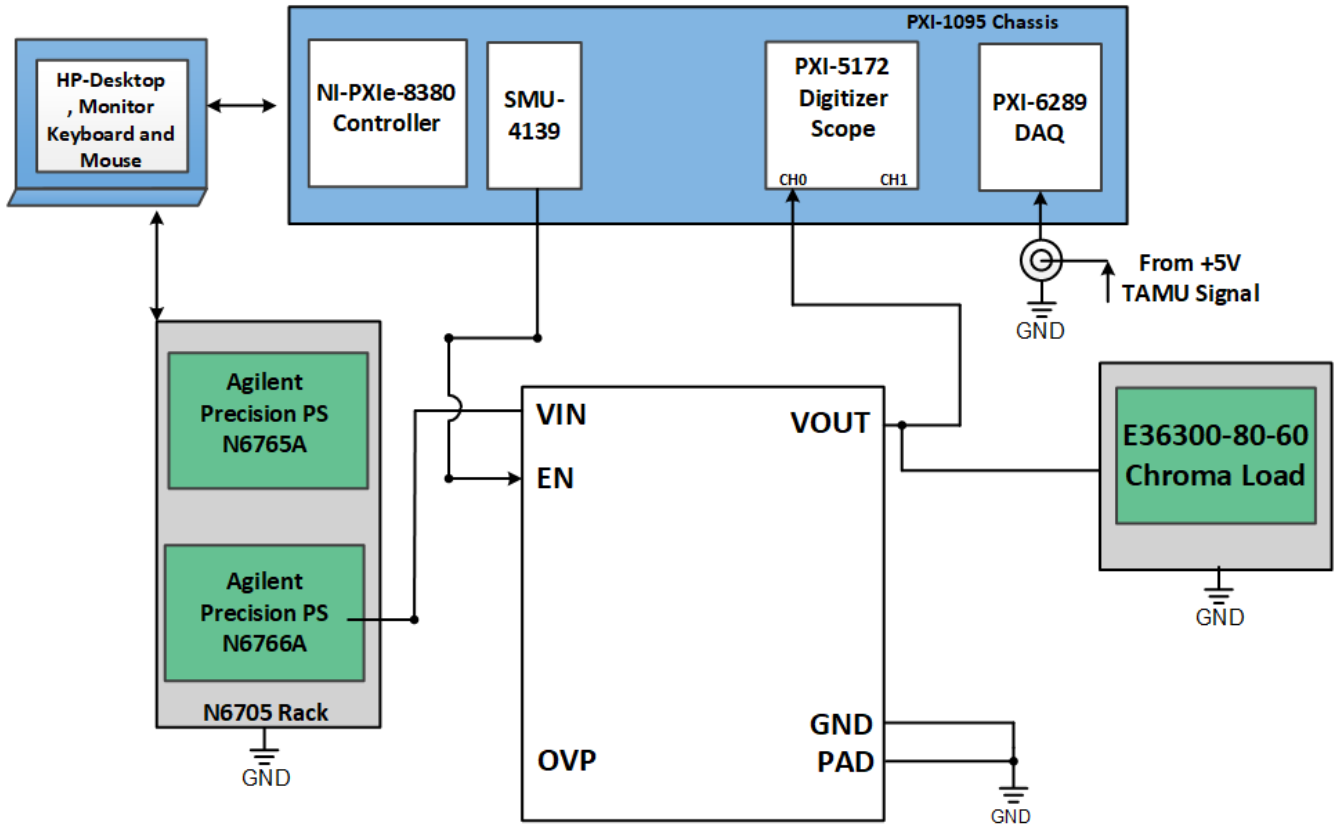 PXI-1095 Chassis
HP-Desktop
, Monitor
Keyboard and
Mouse
NI-PXIe-8380
Controller
SMU-
4139
PXI-5172
Digitizer
Scope
CH0
CH1
PXI-6289
DAQ
From +5V
TAMU Signal
GND
Agilent
Precision PS
N6765A
Agilent
Precision PS
N6766A
N6705 Rack
GND
VIN
EN
OVP
VOUT
GND
PAD
GND
E36300-80-60
Chroma Load
GND